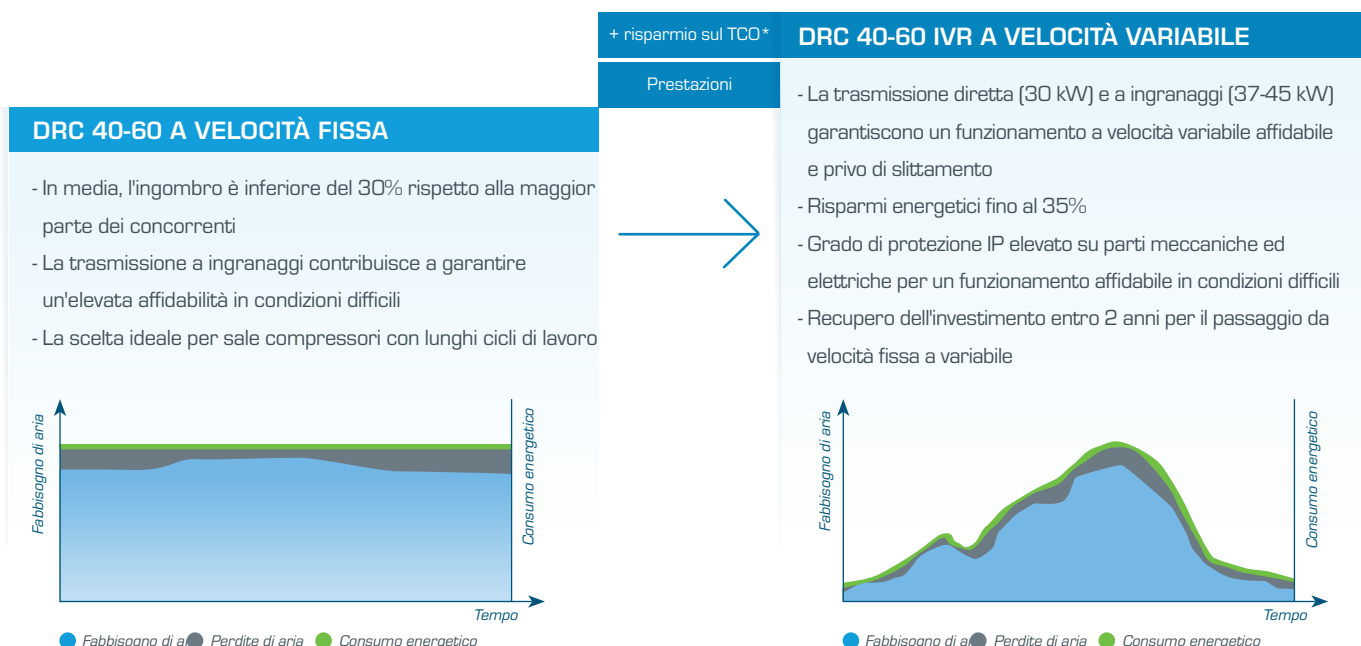 + risparmio sul TCO*
Prestazioni
DRC 40-60 A VELOCITÀ FISSA
- In media, l'ingombro è inferiore del 30% rispetto alla maggior
parte dei concorrenti
- La trasmissione a ingranaggi contribuisce a garantire
un'elevata affidabilità in condizioni difficili
- La scelta ideale per sale compressori con lunghi cicli di lavoro
Fabbisogno di aria
Consumo energetico
Tempo
Fabbisogno di ar
Perdite di aria
Consumo energetico
DRC 40-60 IVR A VELOCITÀ VARIABILE
- La trasmissione diretta (30 kW) e a ingranaggi (37-45 kW)
garantiscono un funzionamento a velocità variabile affidabile
e privo di slittamento
- Risparmi energetici fino al 35%
- Grado di protezione IP elevato su parti meccaniche ed
elettriche per un funzionamento affidabile in condizioni difficili
- Recupero dell'investimento entro 2 anni per il passaggio da
velocità fissa a variabile
Fabbisogno di aria
Consumo energetico
Tempo
Fabbisogno di ar
Perdite di aria
Consumo energetico